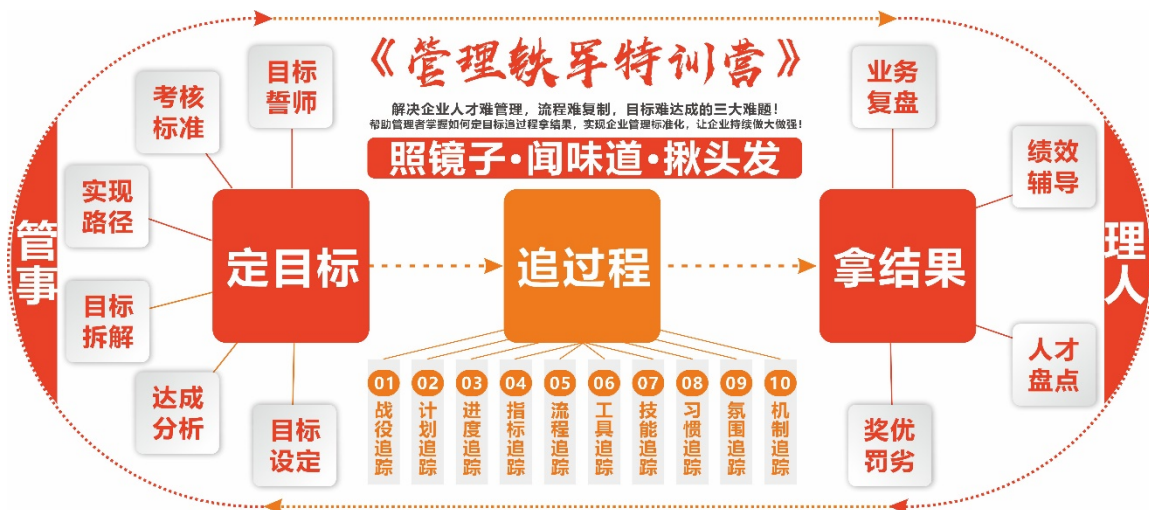 《管理铁军特训营》
解决企业人才难管理，流程难复制，目标难达成的三大难题！
帮助管理者掌握如何定目标追过程拿结果，实现企业管理标准化，让企业持续做大做强！
照镜子·闻味道·揪头发
管事
定目标
目标
誓师
考核
标准
实现
路径
目标
拆解
达成
分析
目标
设定
追过程
01
战役追踪
02
计划追踪
03
进度追踪
04
指标追踪
05
流程追踪
06
工具追踪
07
技能追踪
08
习惯追踪
09
氛围追踪
10
机制追踪
拿结果
业务
复盘
绩效
辅导
人才
盘点
奖优
罚劣
理人